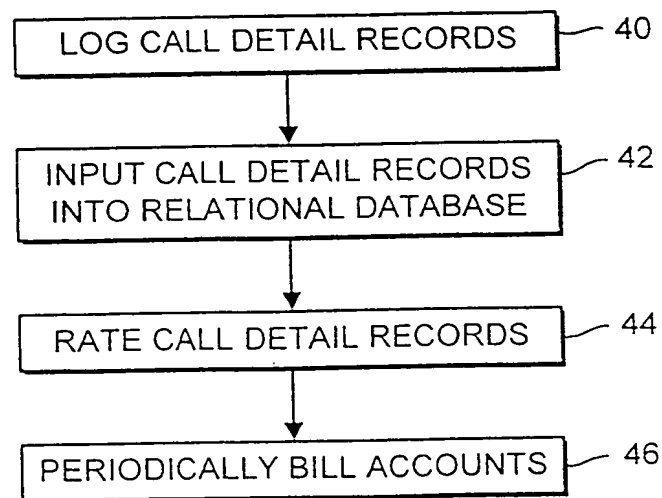 LOG CALL DETAIL RECORDS 40
INPUT CALL DETAIL RECORDS 42
INTO RELATIONAL DATABASE
RATE CALL DETAIL RECORDS 44
PERIODICALLY BILL ACCOUNTS 46